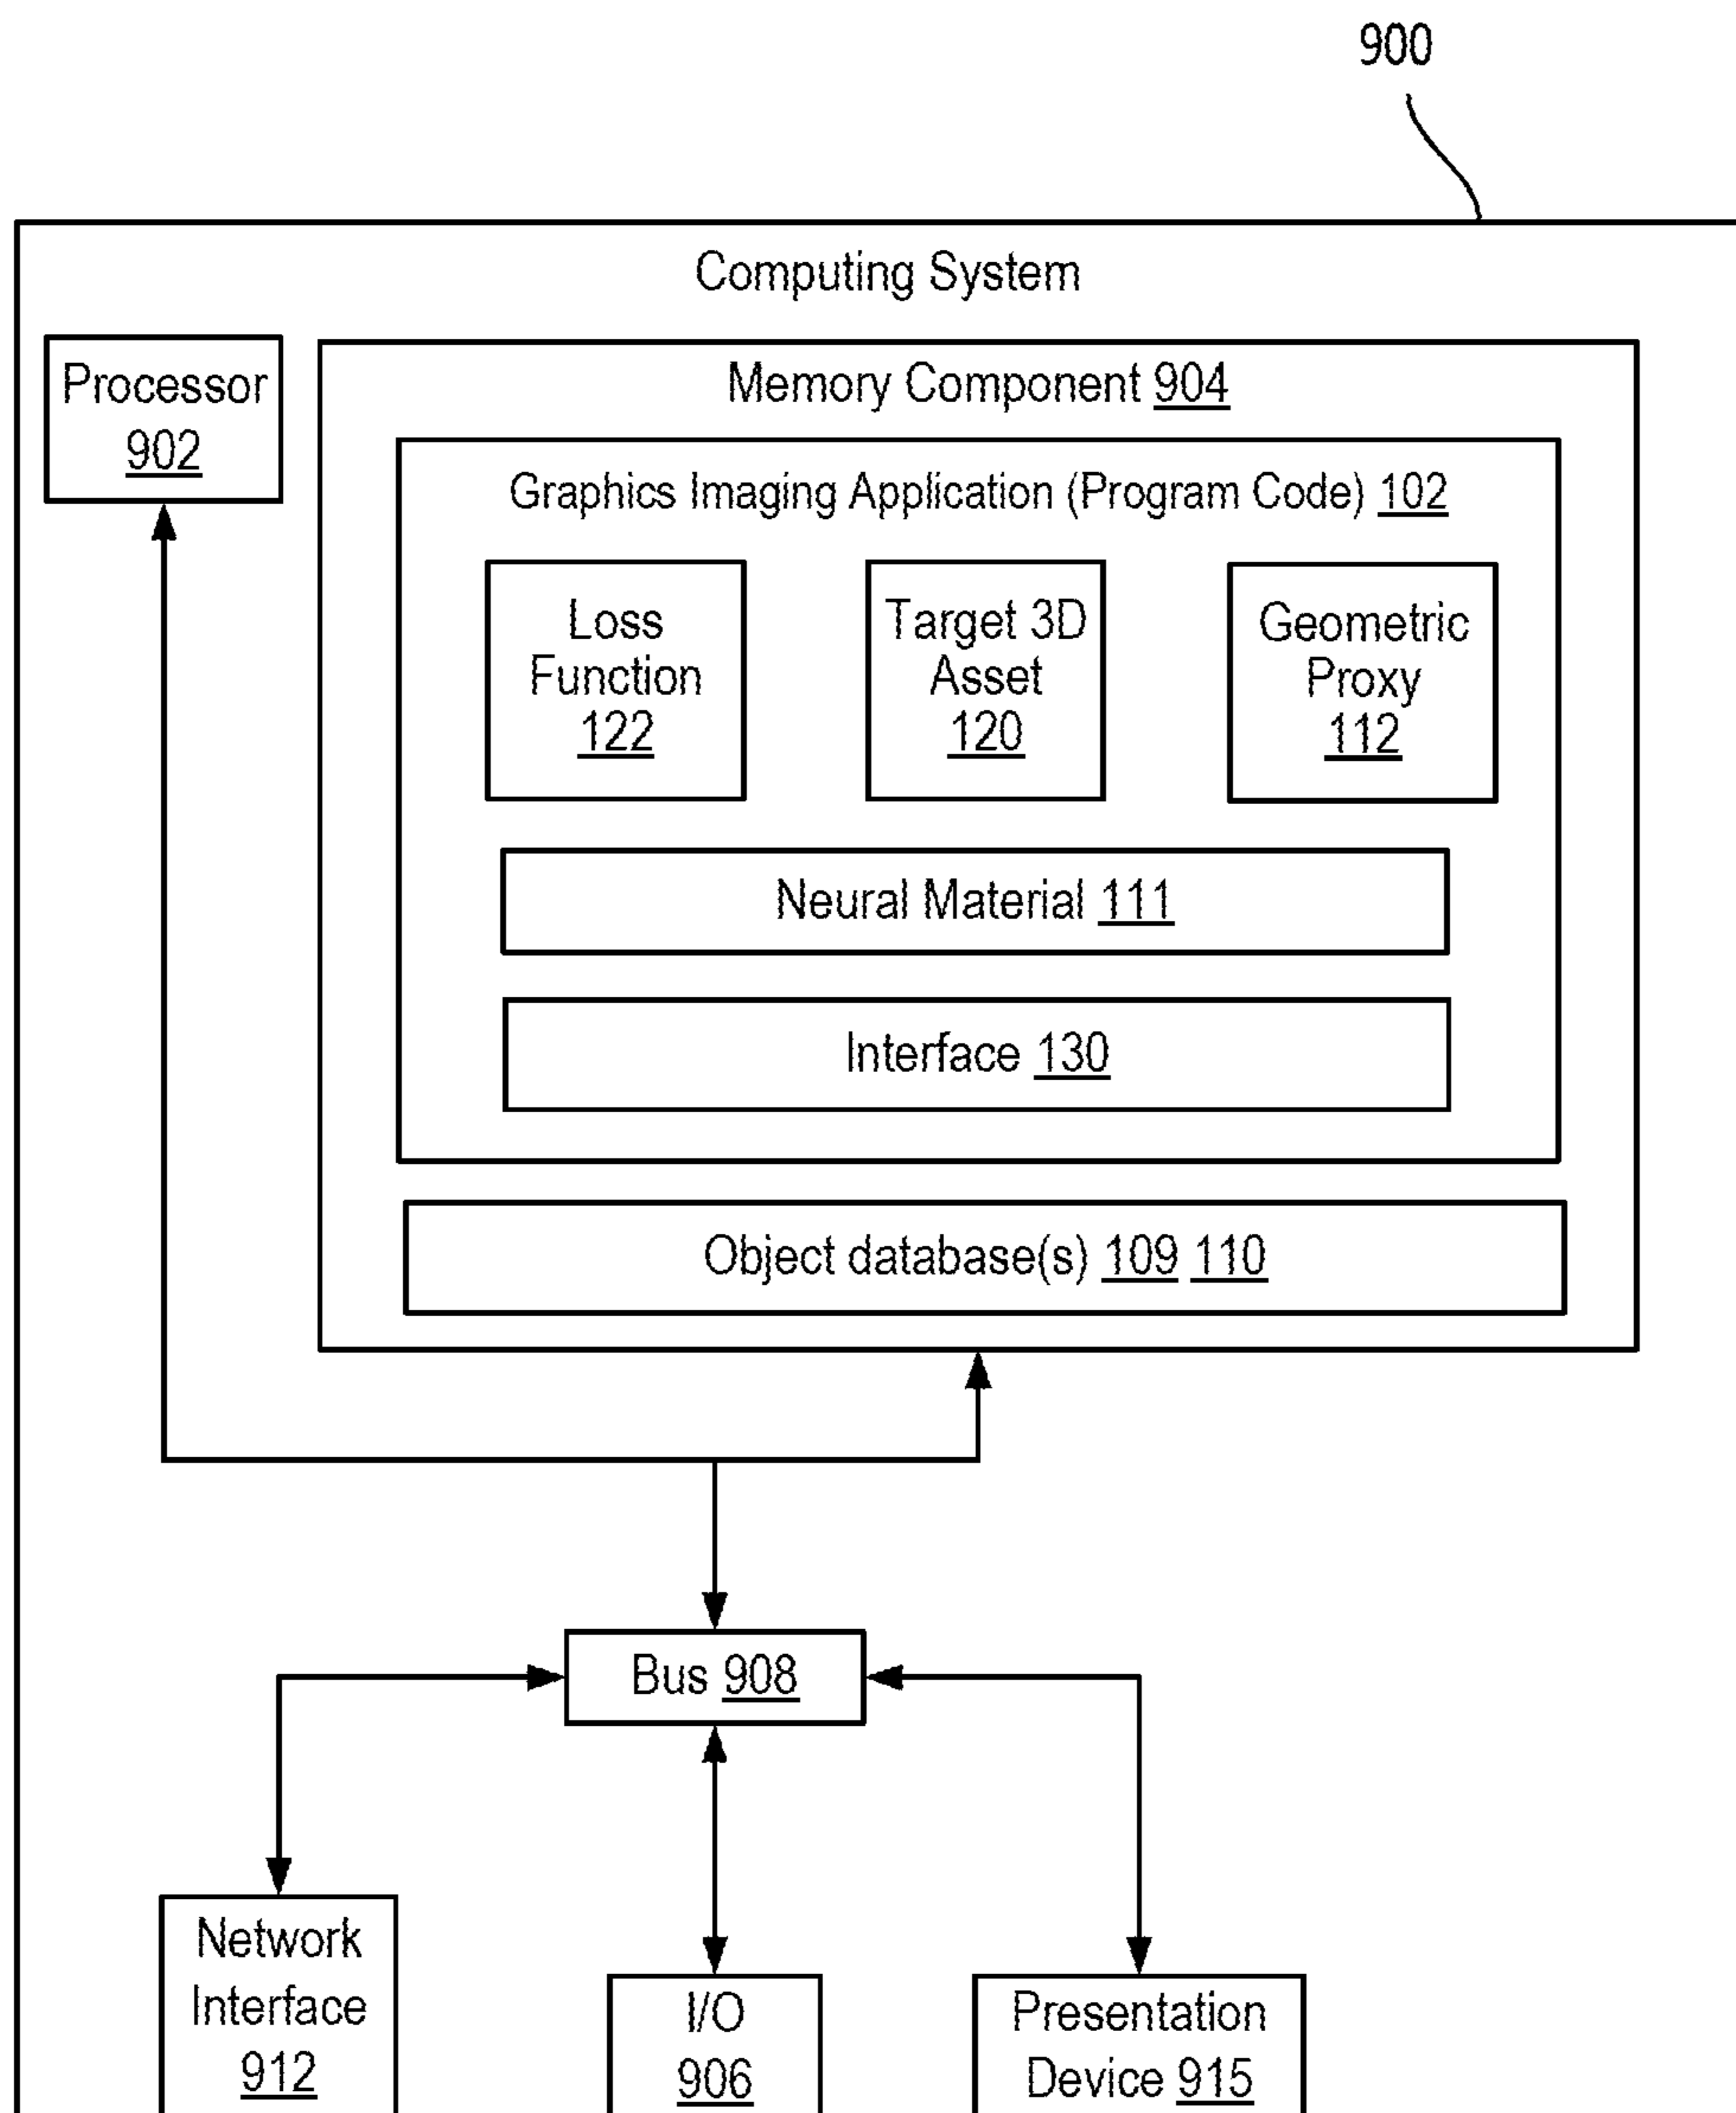 900
Computing System
Processor
902
Memory Component 904
Graphics Imaging Application (Program Code) 102
Loss
Function
122
Target 3D
Asset
120
Geometric
Proxy
112
Neural Material 111
Interface 130
Object database(s) 109 110
Bus 908
Network
Interface
912
I/O
906
Presentation
Device 915